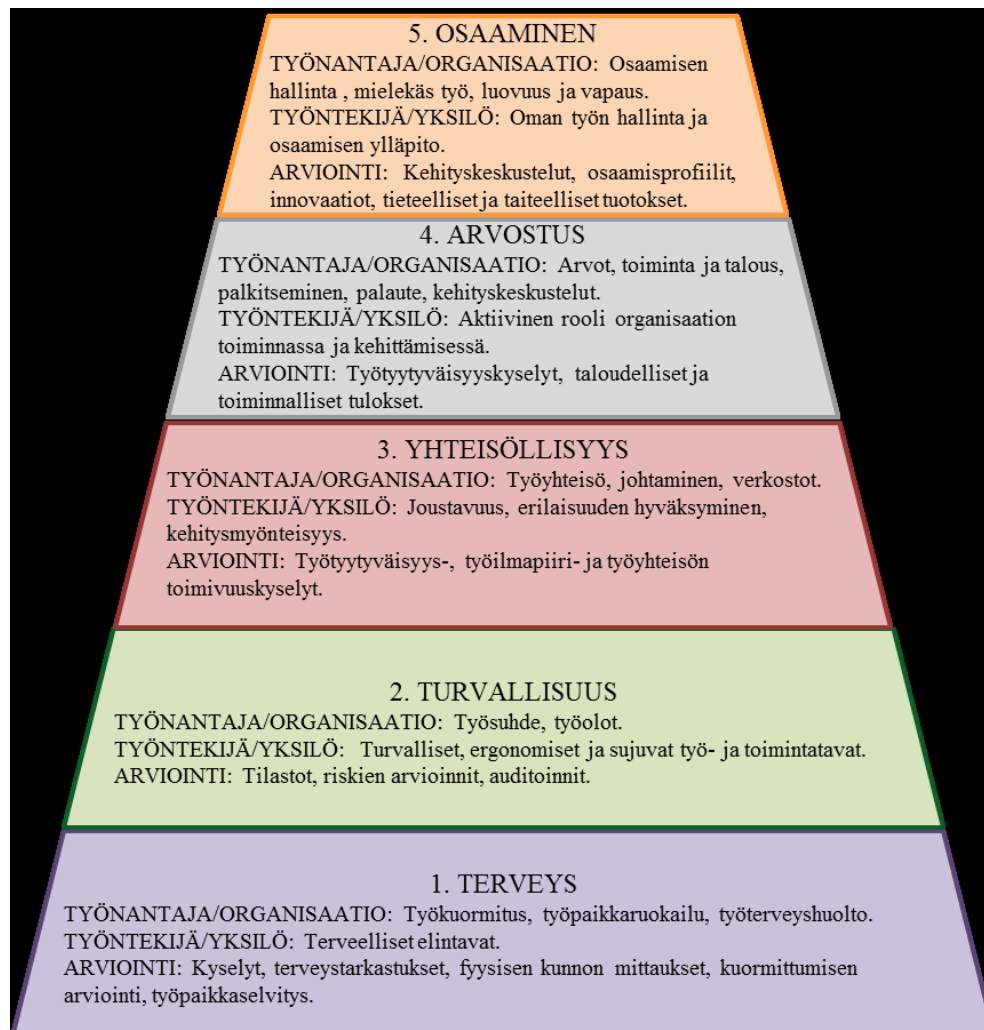 5. OSAAMINEN
TYÖNANTAJA/ORGANISAATIO: Osaamisen
hallinta , mielekäs työ, luovuus ja vapaus.
TYÖNTEKIJÄ/YKSILÖ: Oman työn hallinta ja
osaamisen ylläpito.
ARVIOINTI: Kehityskeskustelut, osaamisprofiilit,
innovaatiot, tieteelliset ja taiteelliset tuotokset.
4. ARVOSTUS
TYÖNANTAJA/ORGANISAATIO: Arvot, toiminta ja talous,
palkitseminen, palaute, kehityskeskustelut.
TYÖNTEKIJÄ/YKSILÖ: Aktiivinen rooli organisaation
toiminnassa ja kehittämisessä.
ARVIOINTI: Työtyytyväisyyskyselyt, taloudelliset ja
toiminnalliset tulokset.
3. YHTEISÖLLISYYS
TYÖNANTAJA/ORGANISAATIO: Työyhteisö, johtaminen, verkostot.
TYÖNTEKIJÄ/YKSILÖ: Joustavuus, erilaisuuden hyväksyminen,
kehitysmyönteisyys.
ARVIOINTI: Työtyytyväisyys-, työilmapiiri- ja työyhteisön
toimivuuskyselyt.
2. TURVALLISUUS
TYÖNANTAJA/ORGANISAATIO: Työsuhde, työolot.
TYÖNTEKIJÄ/YKSILÖ: Turvalliset, ergonomiset ja sujuvat työ- ja toimintatavat.
ARVIOINTI: Tilastot, riskien arvioinnit, auditoinnit.
1. TERVEYS
TYÖNANTAJA/ORGANISAATIO: Työkuormitus, työpaikkaruokailu, työterveyshuolto.
TYÖNTEKIJÄ/YKSILÖ: Terveelliset elintavat.
ARVIOINTI: Kyselyt, terveystarkastukset, fyysisen kunnon mittaukset, kuormittumisen
arviointi, työpaikkaselvitys.